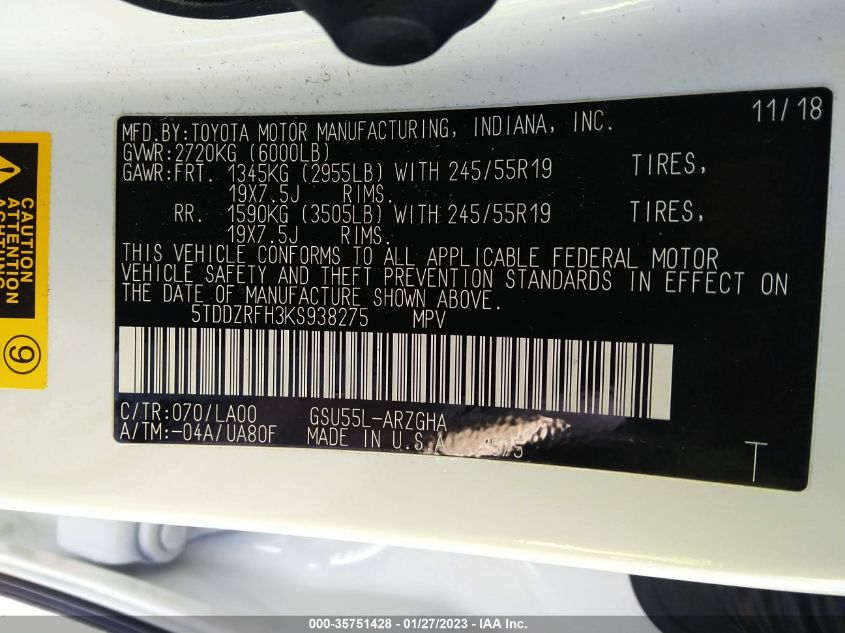 11/18
MFD.BY:TOYOTA MOTOR MANUFACTURING, INDIANA, INC.
GVWR:2720KG (6000LB)
GAWR:FRT. 1345KG (2955LB) WITH 245/55R19 TIRES,
19X7.5J RIMS.
RR. 1590KG (3505LB) WITH 245/55R19 TIRES,
19X7.5J RIMS.
THIS VEHICLE CONFORMS TO ALL APPLICABLE FEDERAL MOTOR
VEHICLE SAFETY AND THEFT PREVENTION STANDARDS IN EFFECT ON
THE DATE OF MANUFACTURE SHOWN ABOVE.
5TDDZRFH3KS938275 MPV
C/TR:070/LA00 GSU55L-ARZGHA
A/TM:-04A/UA80F MADE IN U.S.A
T
CAUTION
ATTENTION
9
000-35751428 - 01/27/2023 - IAA Inc.